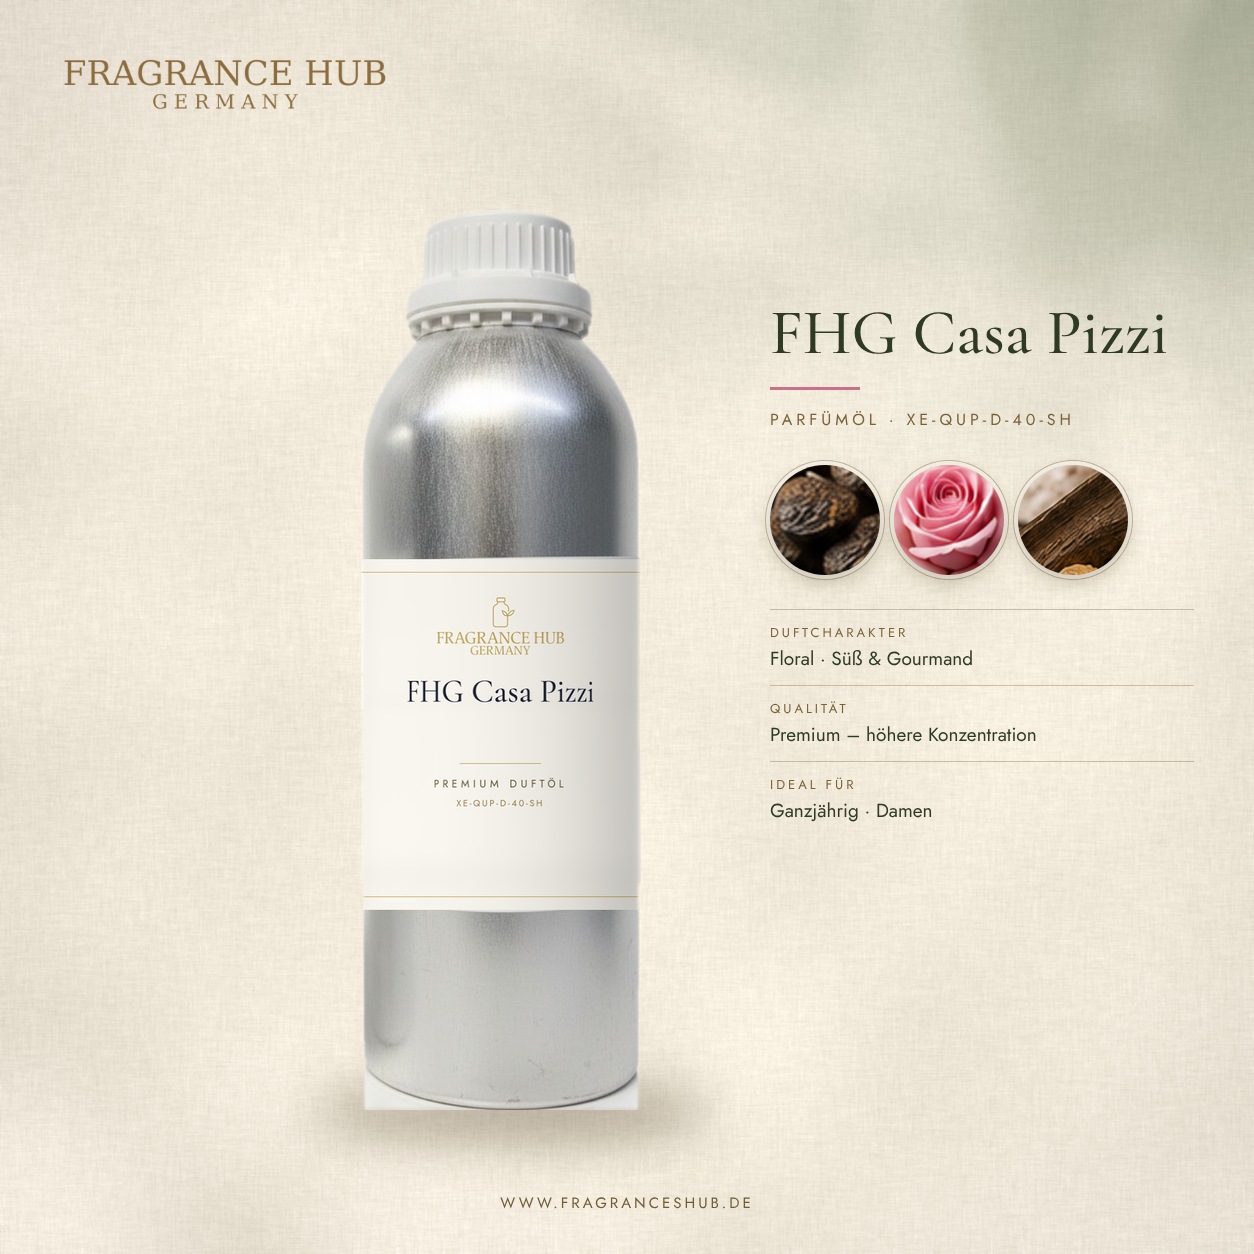 FRAGRANCE HUB
GERMANY
FHG Casa Pizzi
PARFÜMÖL · XE-QUP-D-40-SH
DUFTCHARAKTER
Floral · Süß & Gourmand
QUALITÄT
Premium – höhere Konzentration
IDEAL FÜR
Ganzjährig · Damen
FRAGRANCE HUB
GERMANY
FHG Casa Pizzi
PREMIUM DUFTÖL
XE-QUP-D-40-SH
WWW.FRAGRANCESHUB.DE